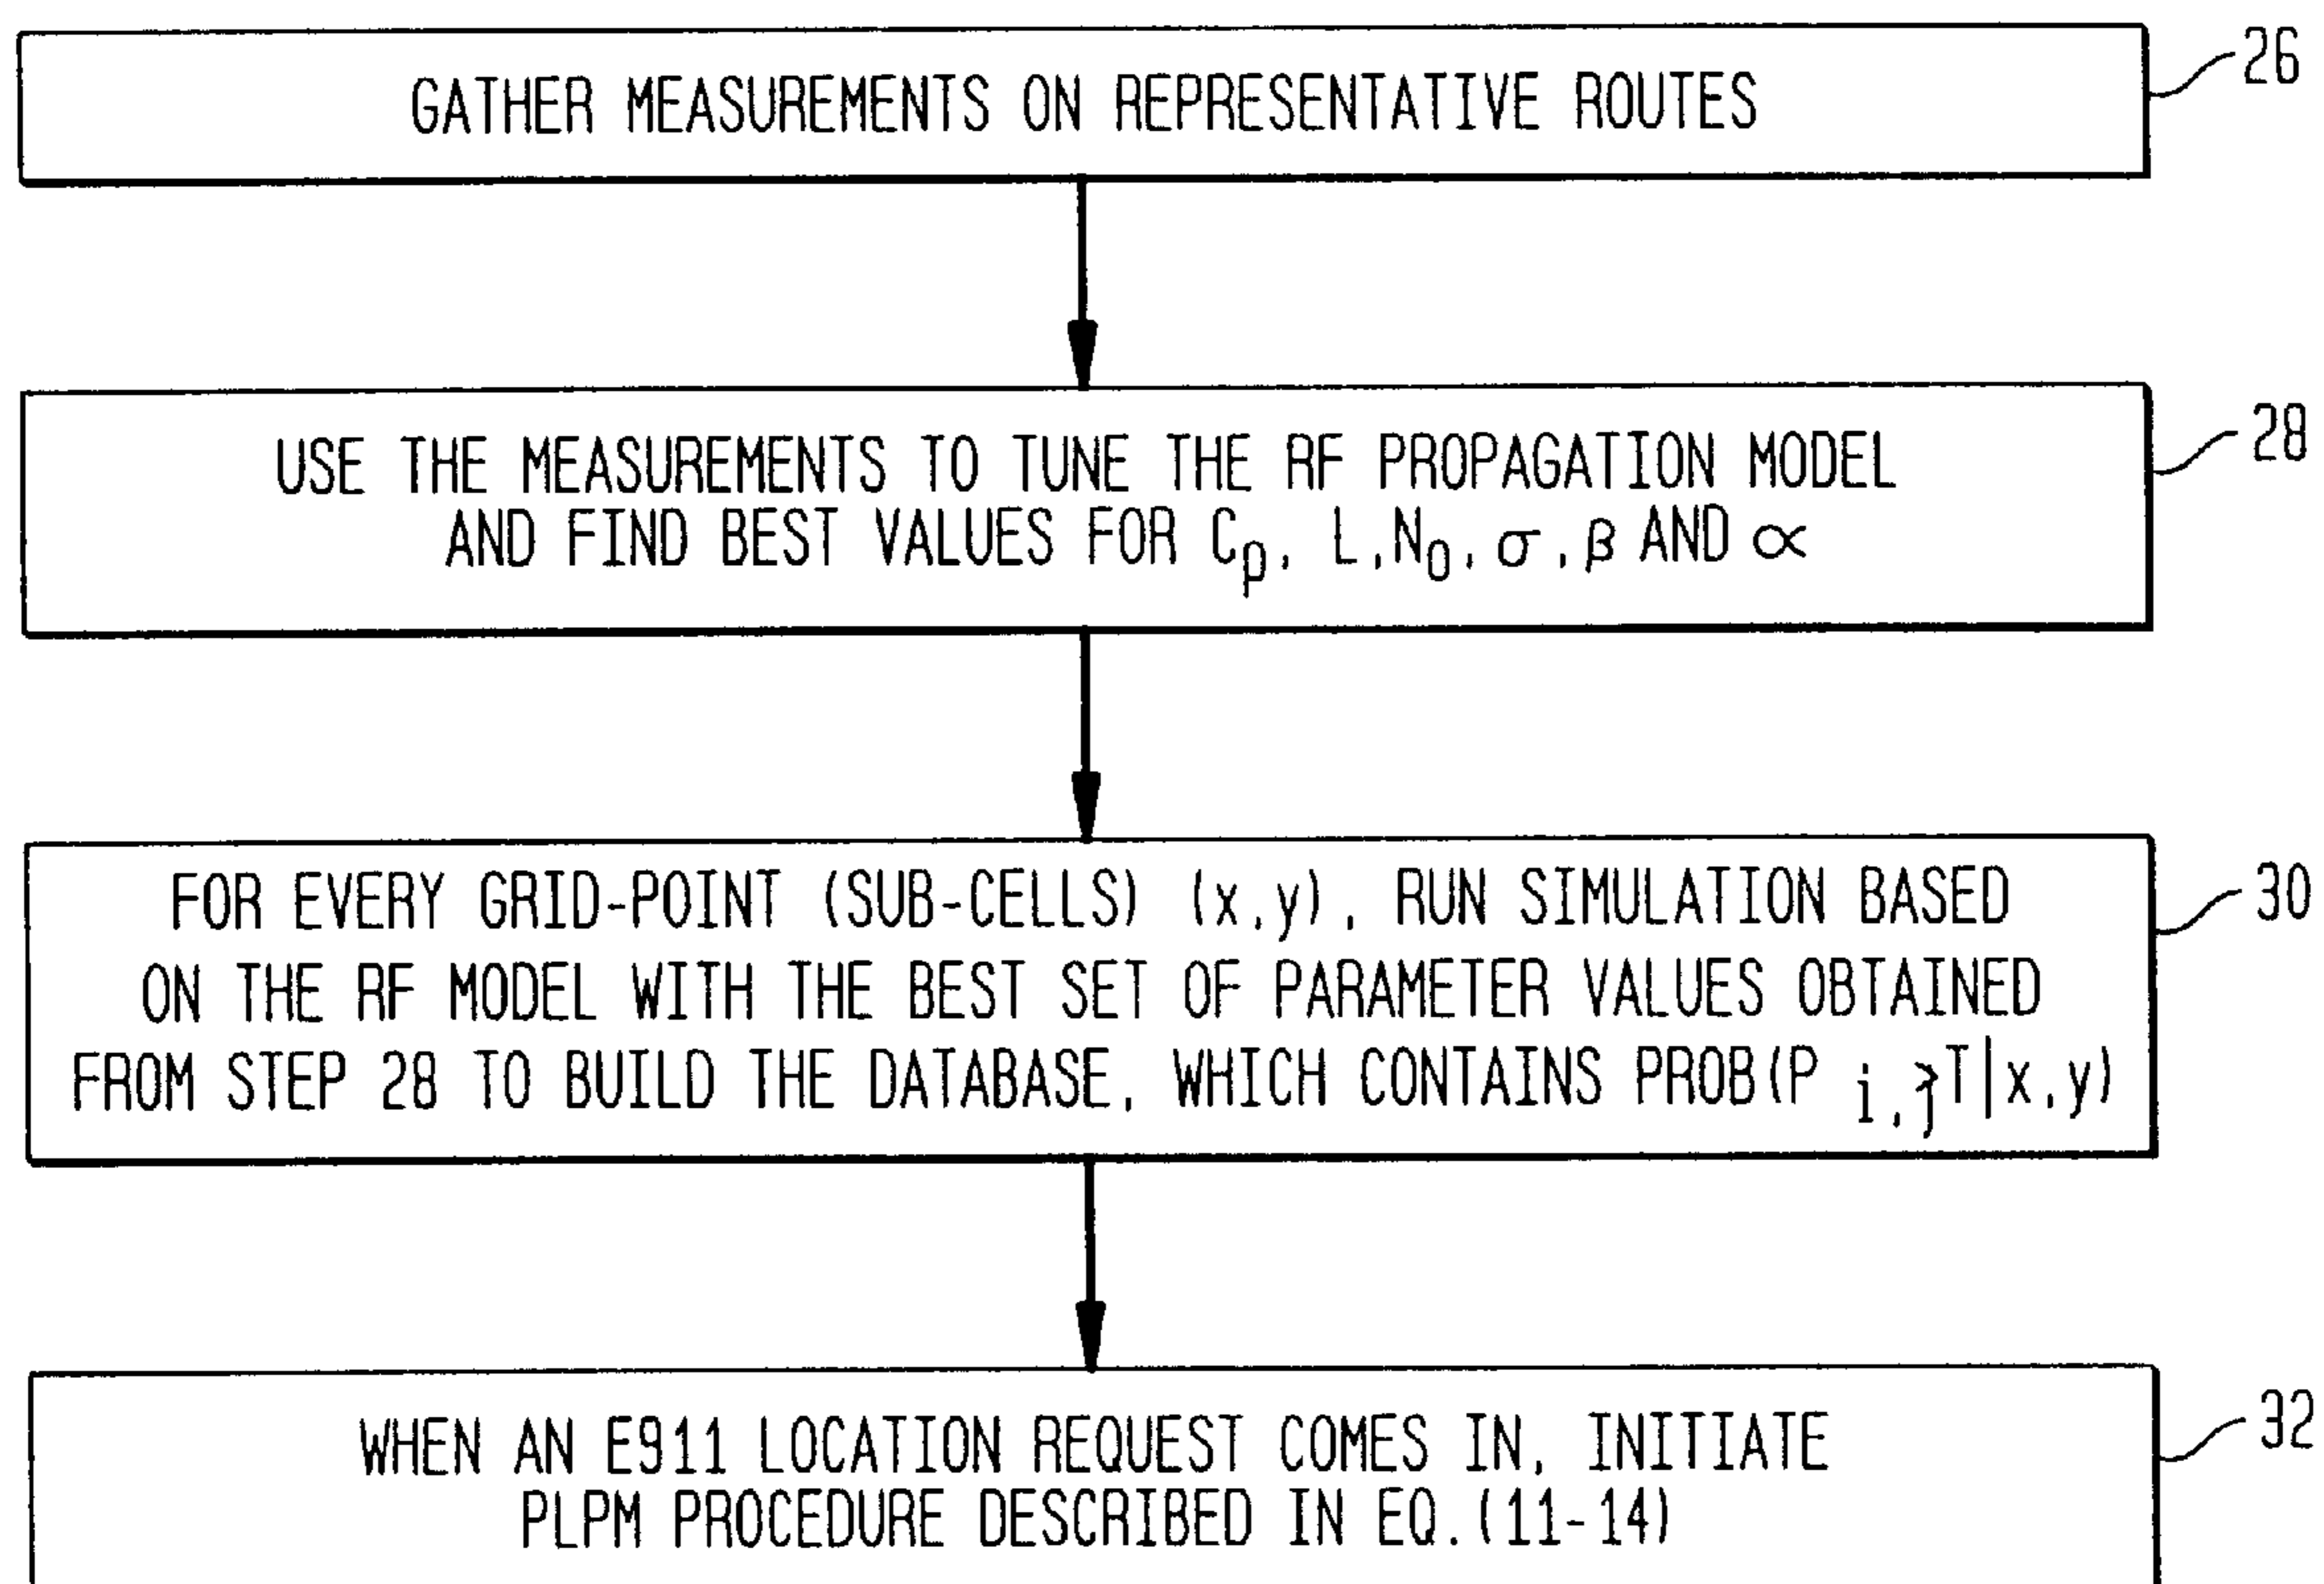 GATHER MEASUREMENTS ON REPRESENTATIVE ROUTES
26
USE THE MEASUREMENTS TO TUNE THE RF PROPAGATION MODEL
AND FIND BEST VALUES FOR Cp, L,N0, σ, β AND α
28
FOR EVERY GRID-POINT (SUB-CELLS) (x,y), RUN SIMULATION BASED
ON THE RF MODEL WITH THE BEST SET OF PARAMETER VALUES OBTAINED
FROM STEP 28 TO BUILD THE DATABASE, WHICH CONTAINS PROB(P i,j>T|x,y)
30
WHEN AN E911 LOCATION REQUEST COMES IN, INITIATE
PLPM PROCEDURE DESCRIBED IN EQ.(11-14)
32